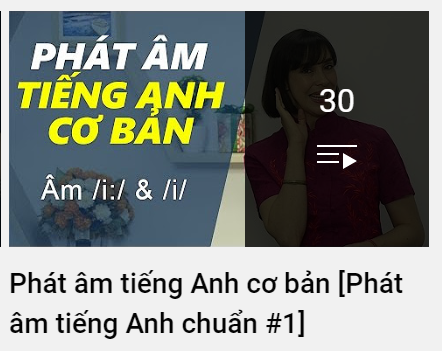 PHÁT ÂM
TIẾNG ANH
CƠ BẢN
Âm /i:/ & /i/
30
Phát âm tiếng Anh cơ bản [Phát
âm tiếng Anh chuẩn #1]